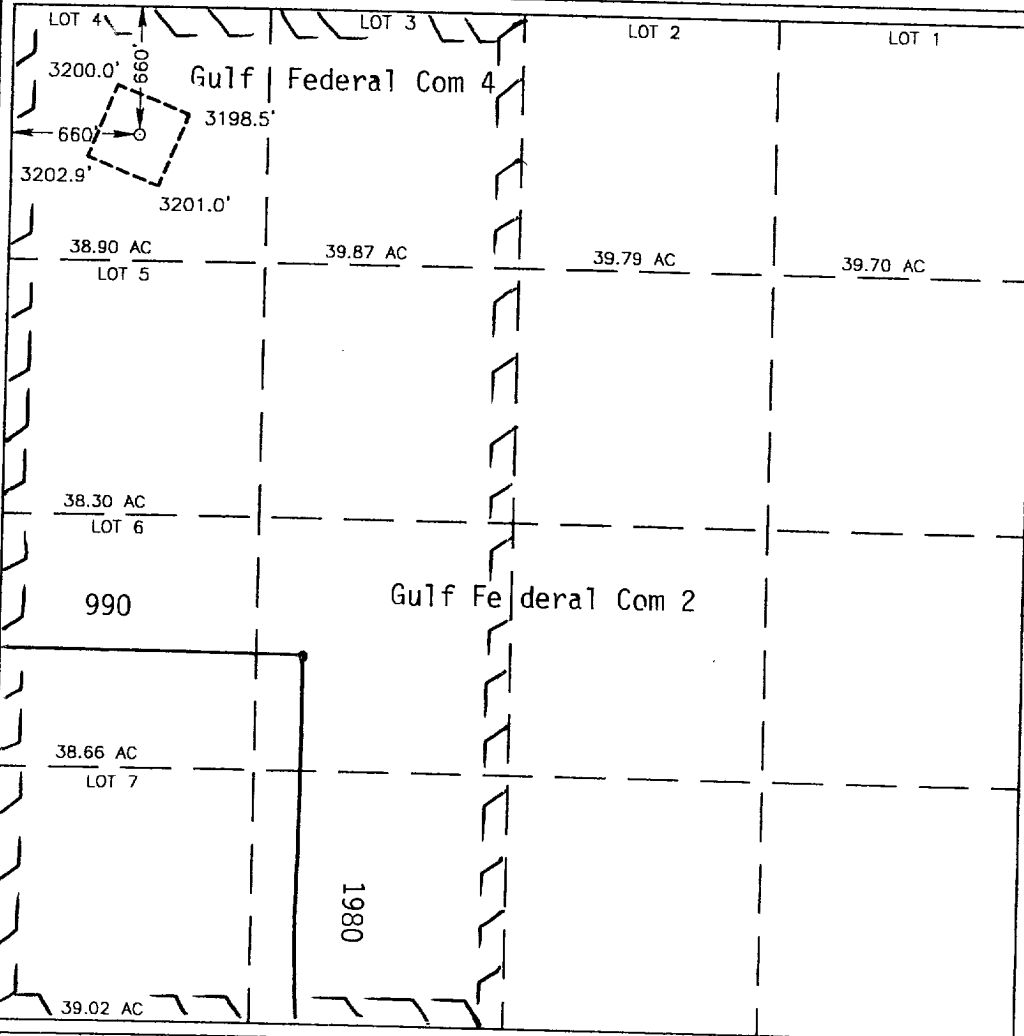 LOT 4
LOT 3
LOT 2
LOT 1
660'
3200.0'
Gulf Federal Com 4
3198.5'
660'
3202.9'
3201.0'
38.90 AC
39.87 AC
39.79 AC
39.70 AC
LOT 5
38.30 AC
LOT 6
990
Gulf Federal Com 2
38.66 AC
LOT 7
1980
39.02 AC